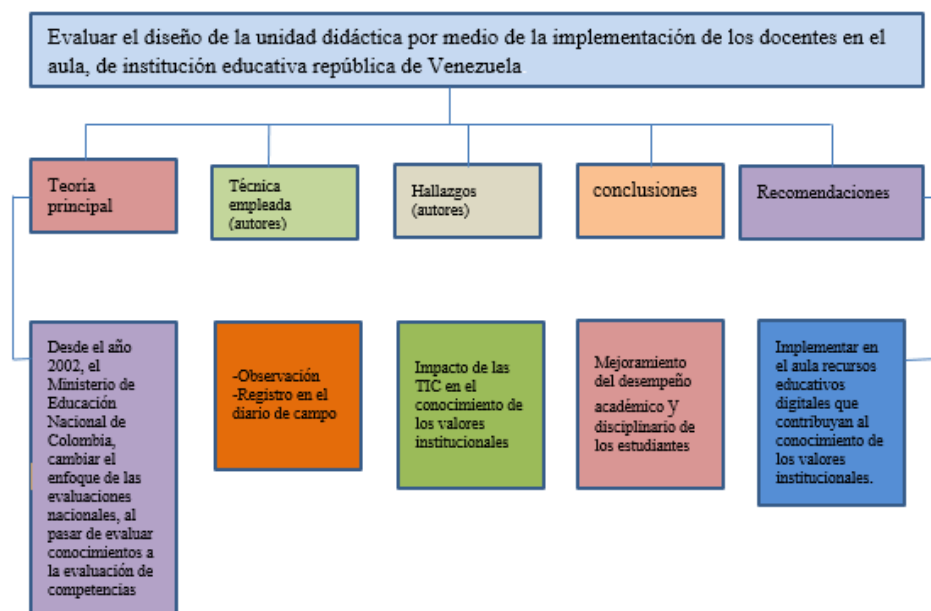 Evaluar el diseño de la unidad didáctica por medio de la implementación de los docentes en el
aula, de institución educativa república de Venezuela
Teoría
principal
Técnica
empleada
(autores)
Hallazgos
(autores)
conclusiones
Recomendaciones
Desde el año
2002, el
Ministerio de
Educación
Nacional de
Colombia,
cambiar el
enfoque de las
evaluaciones
nacionales, al
pasar de evaluar
conocimientos a
la evaluación de
competencias
-Observación
-Registro en el
diario de campo
Impacto de las
TIC en el
conocimiento de
los valores
institucionales
Mejoramiento
del desempeño
académico y
disciplinario de
los estudiantes
Implementar en
el aula recursos
educativos
digitales que
contribuyan al
conocimiento de
los valores
institucionales.